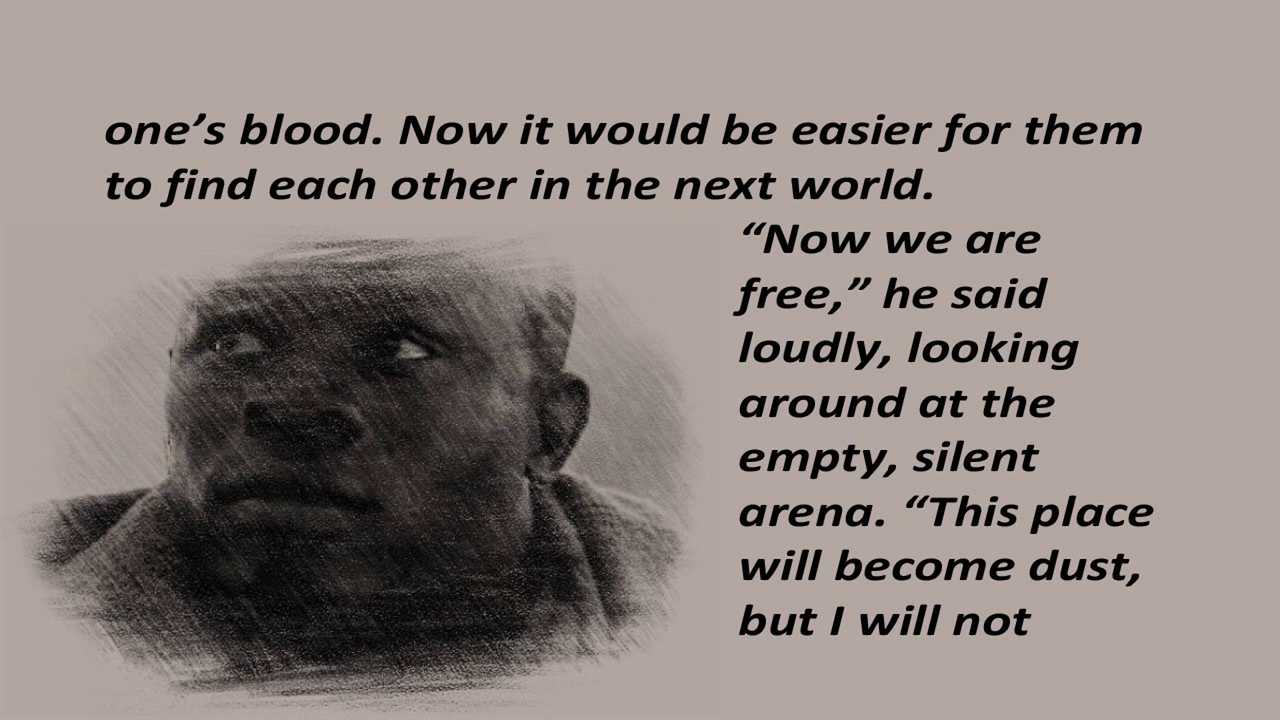 one’s blood. Now it would be easier for them
to find each other in the next world.
“Now we are
free,” he said
loudly, looking
around at the
empty, silent
arena. “This place
will become dust,
but I will not